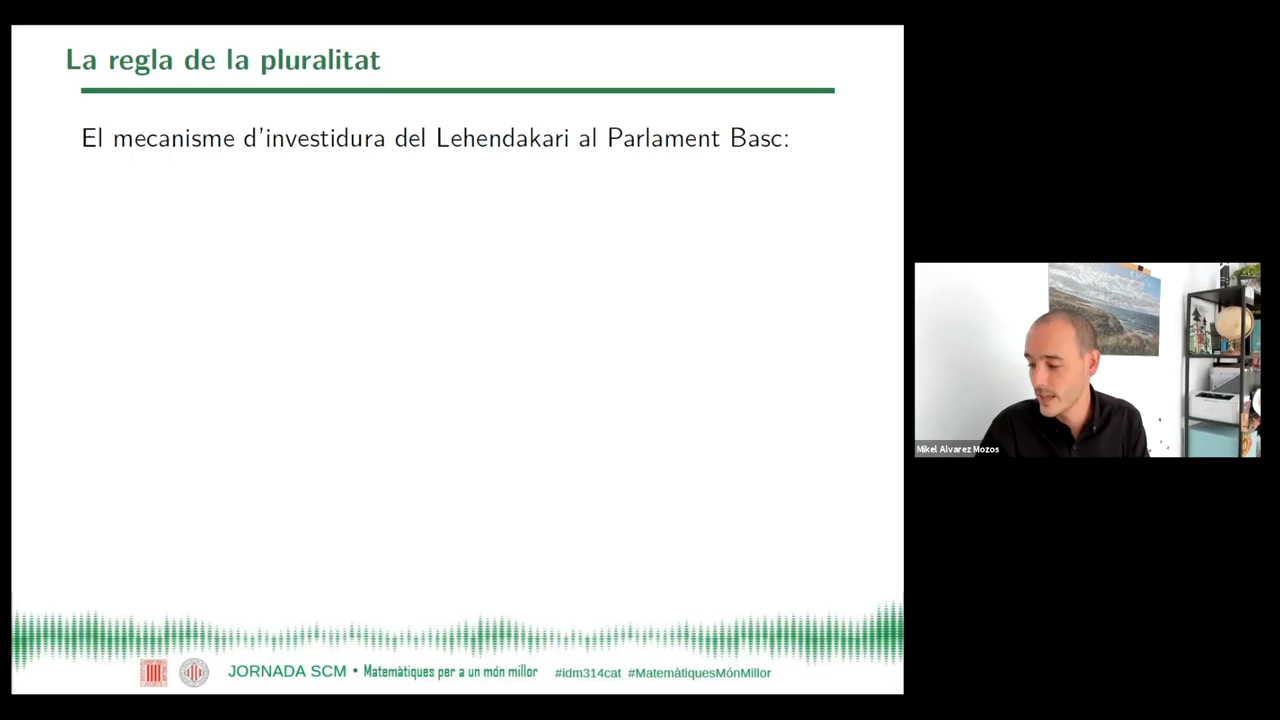 La regla de la pluralitat
El mecanisme d'investidura del Lehendakari al Parlament Basc:
Mikel Alvarez Mozos
JORNADA SCM • Matemàtiques per a un món millor #idm314cat #MatemàtiquesMónMillor